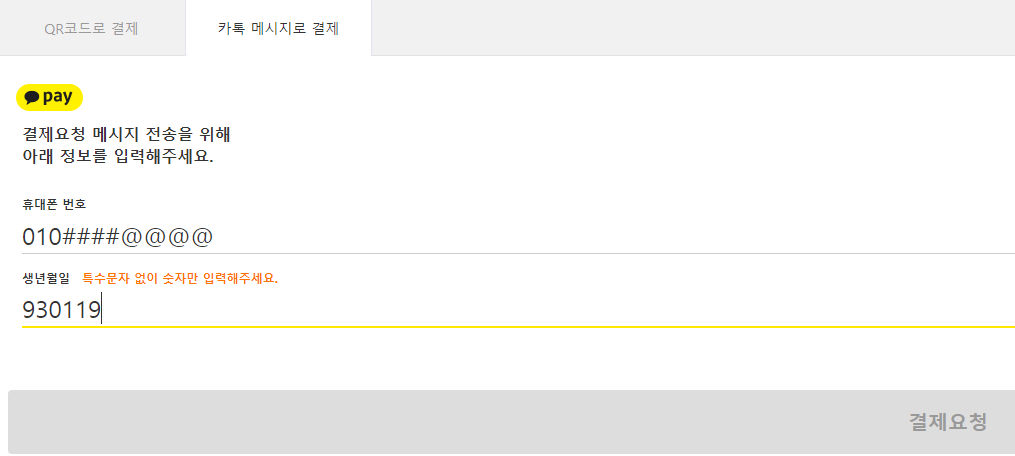 QR코드로 결제
카톡 메시지로 결제
pay
결제요청 메시지 전송을 위해
아래 정보를 입력해주세요.
휴대폰 번호
010####@@@@
생년월일 특수문자 없이 숫자만 입력해주세요.
930119
결제요청